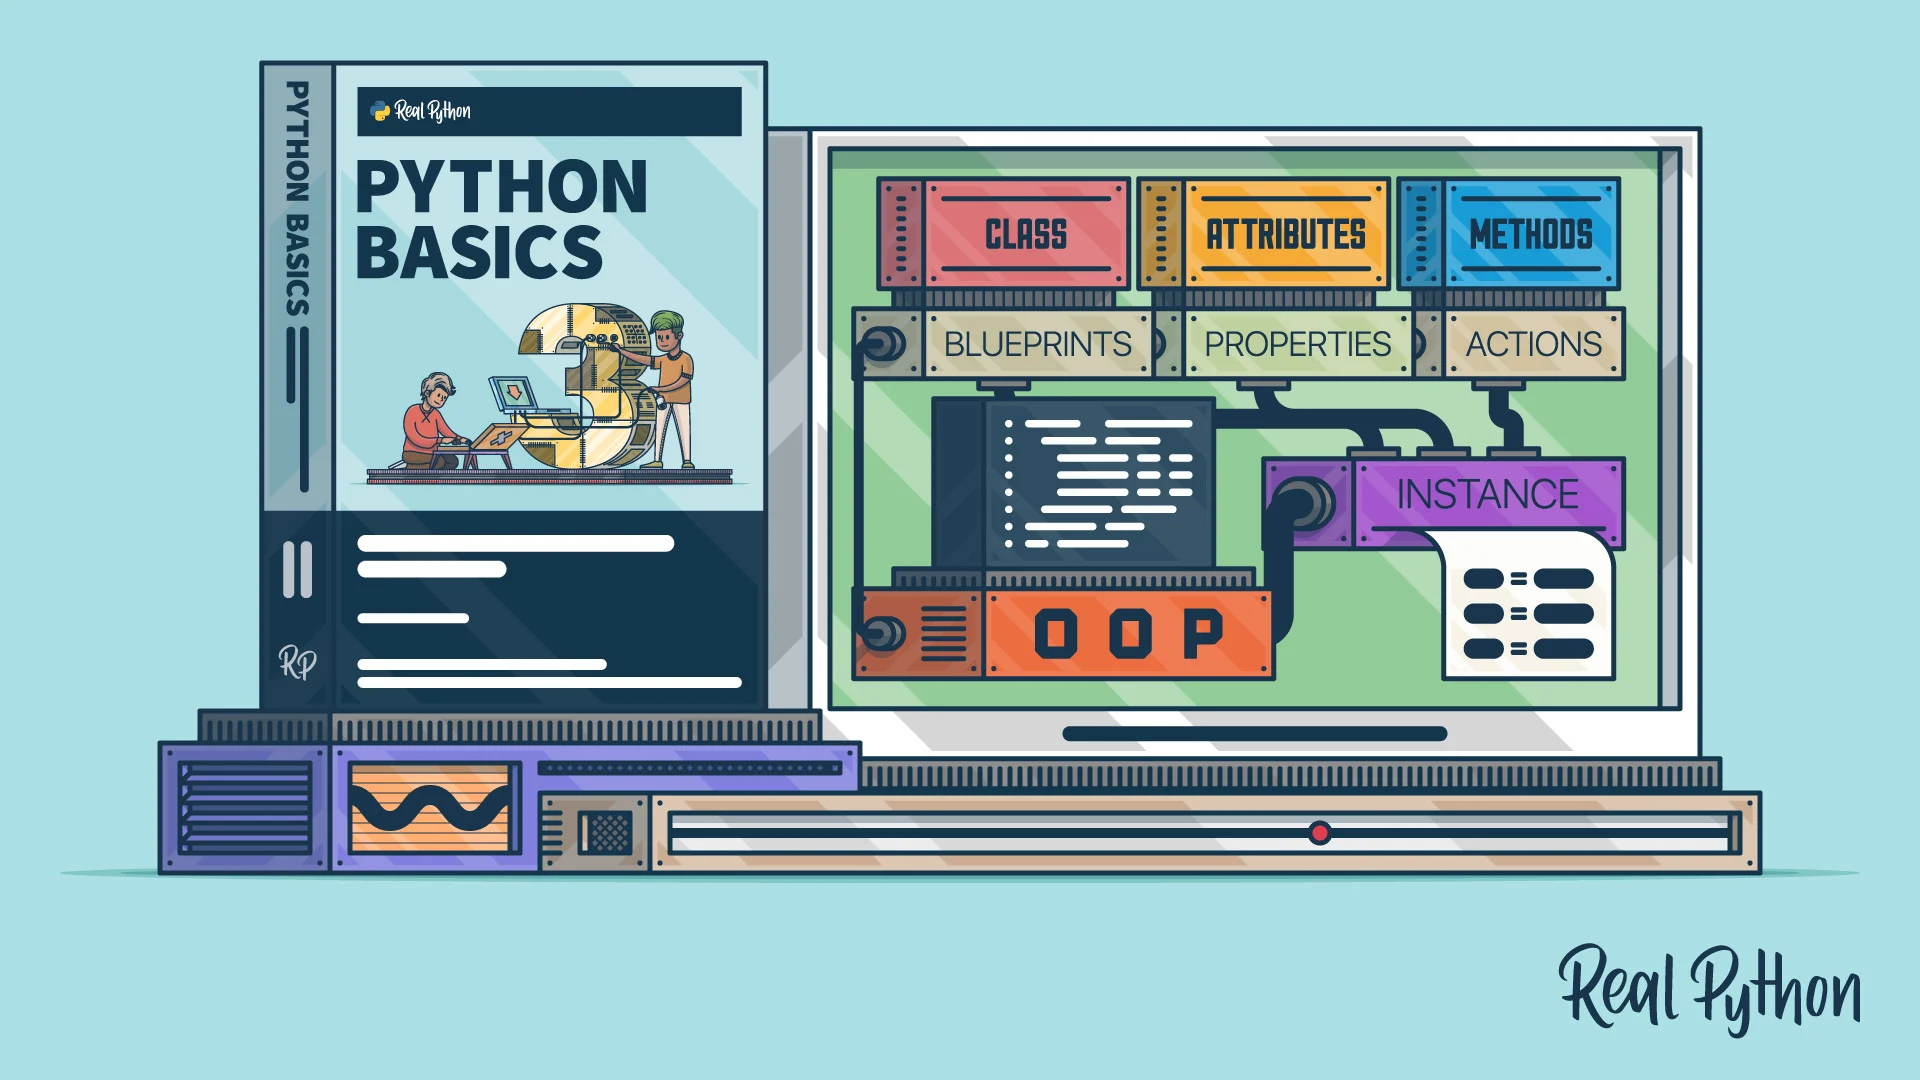 PYTHON BASICS
RP
Real Python
PYTHON
BASICS
CLASS
ATTRIBUTES
METHODS
BLUEPRINTS
PROPERTIES
ACTIONS
INSTANCE
= 
=
=
OOP
Real Python